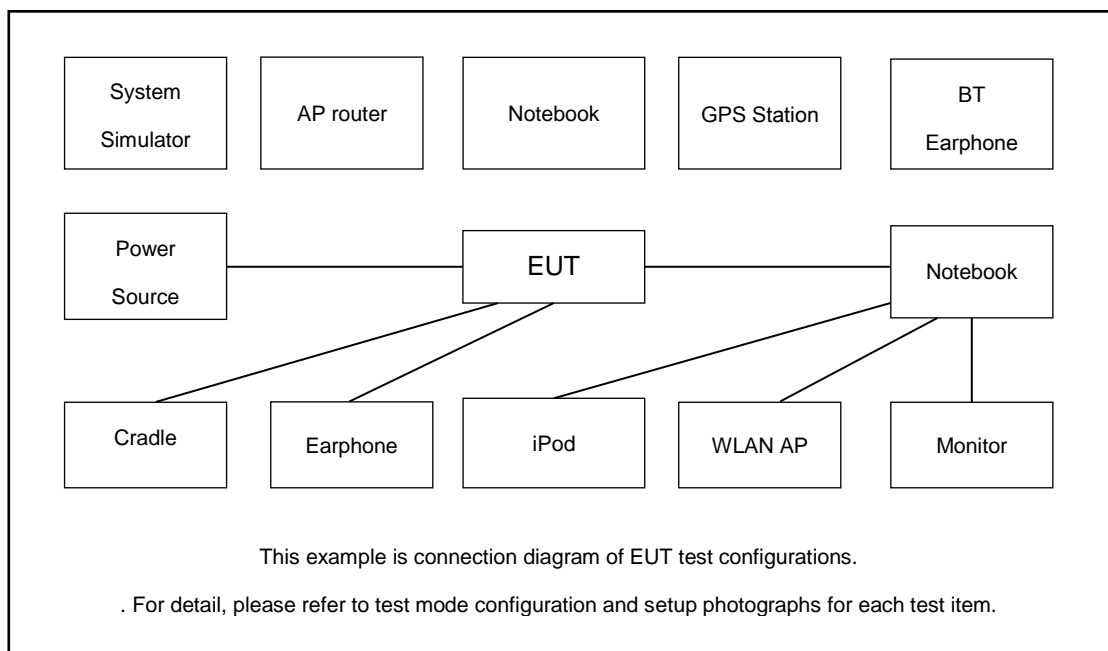 System
Simulator
AP router
Notebook
GPS Station
BT
Earphone
Power
Source
EUT
Notebook
Cradle
Earphone
iPod
WLAN AP
Monitor
This example is connection diagram of EUT test configurations.
. For detail, please refer to test mode configuration and setup photographs for each test item.